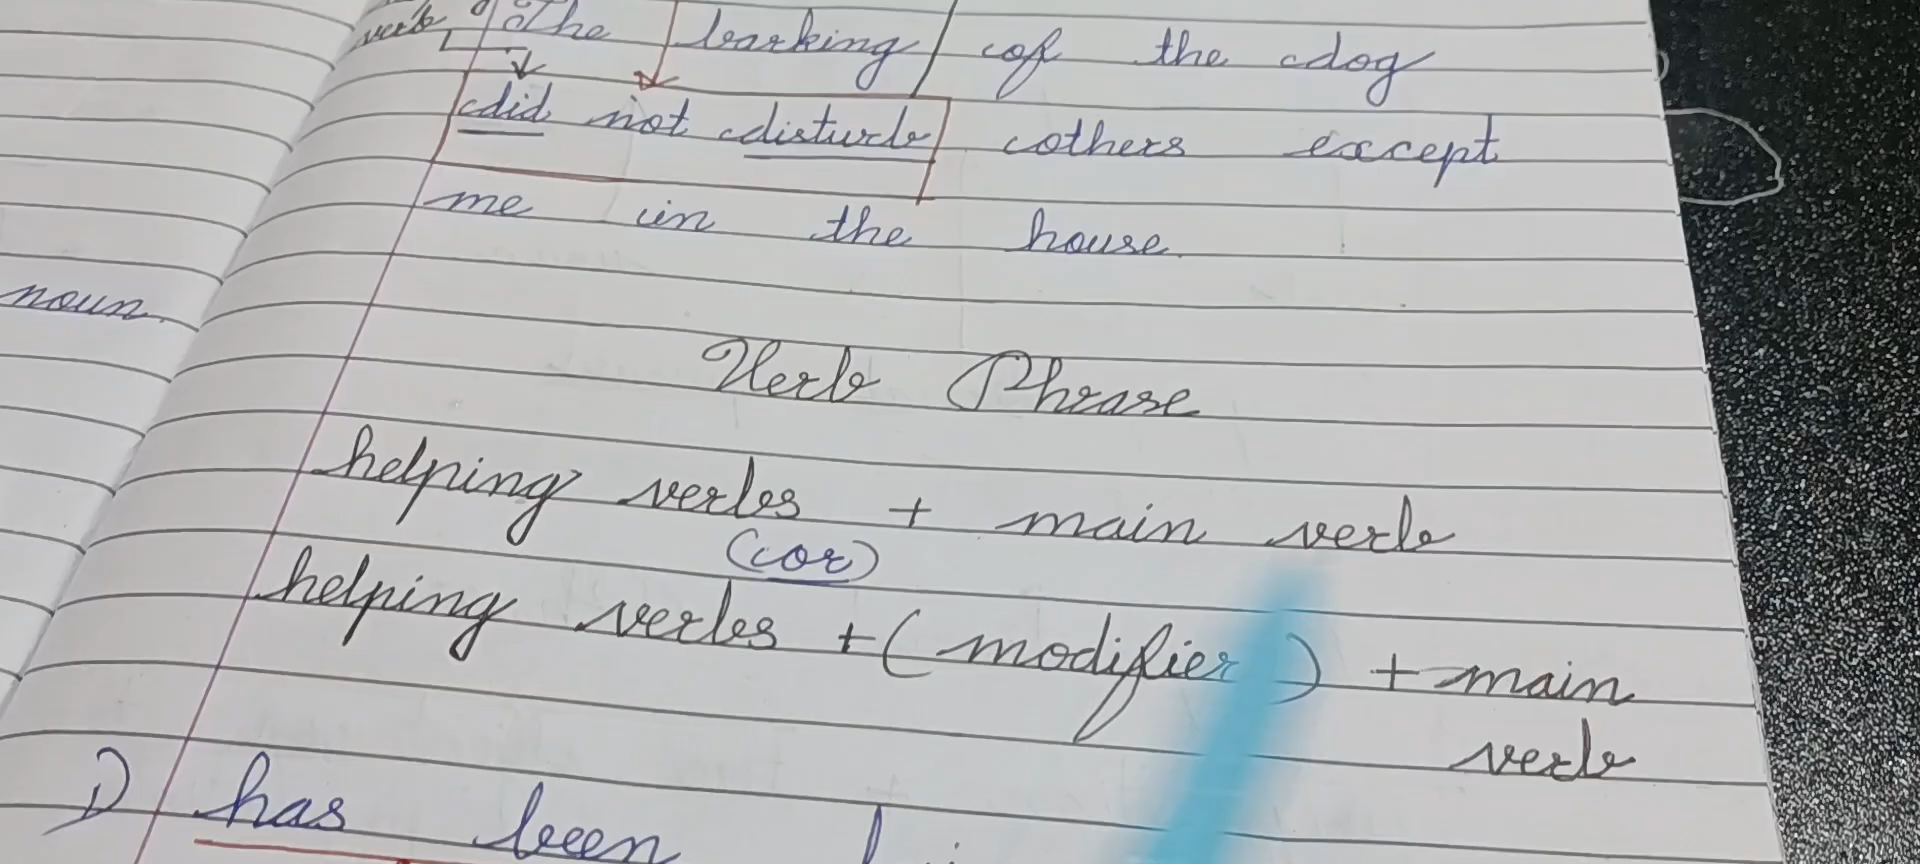 verb The barking of the dog
did not disturb others except
me in the house.
noun.
Verb Phrase
helping verbs + main verb
(or)
helping verbs + (modifier) + main
verb
1) has been